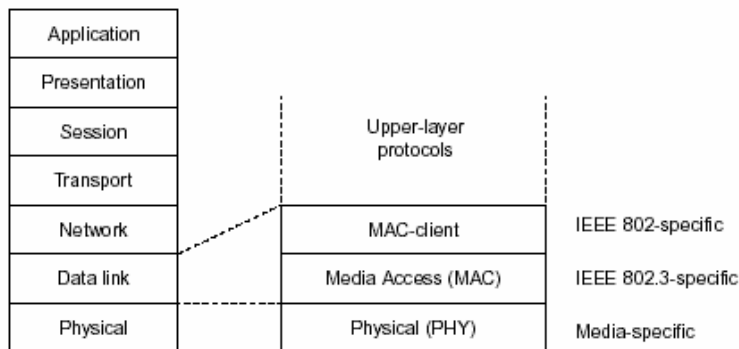 Application
Presentation
Session
Transport
Network
Data link
Physical
Upper-layer
protocols
MAC-client
Media Access (MAC)
Physical (PHY)
IEEE 802-specific
IEEE 802.3-specific
Media-specific